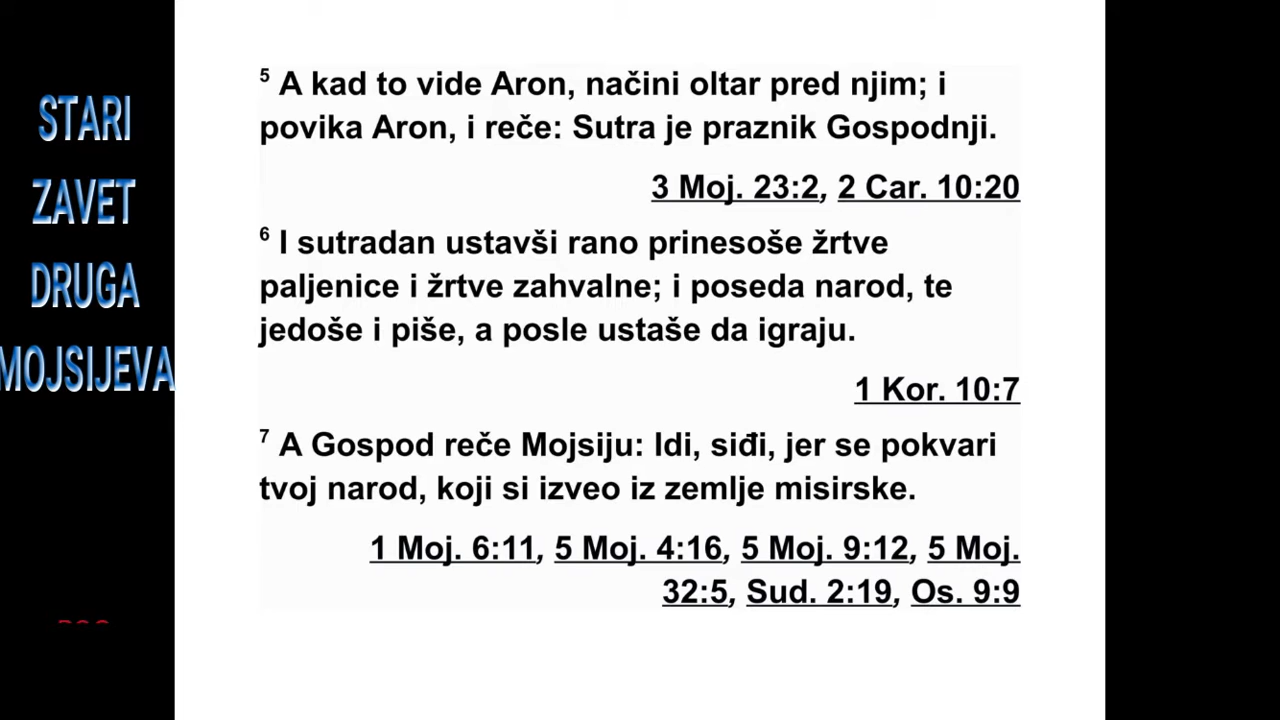 STARI
ZAVET
DRUGA
MOJSIJEVA
5 A kad to vide Aron, načini oltar pred njim; i
povika Aron, i reče: Sutra je praznik Gospodnji.
3 Moj. 23:2, 2 Car. 10:20
6 I sutradan ustavši rano prinesoše žrtve
paljenice i žrtve zahvalne; i poseda narod, te
jedoše i piše, a posle ustaše da igraju.
1 Kor. 10:7
7 A Gospod reče Mojsiju: Idi, siđi, jer se pokvari
tvoj narod, koji si izveo iz zemlje misirske.
1 Moj. 6:11, 5 Moj. 4:16, 5 Moj. 9:12, 5 Moj.
32:5, Sud. 2:19, Os. 9:9